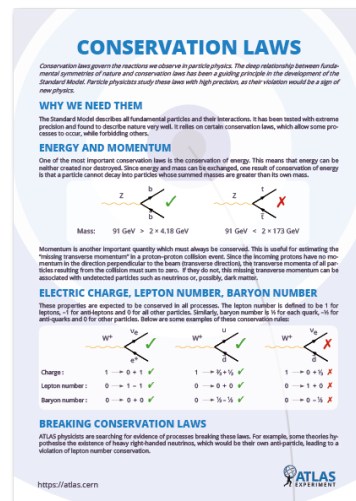 CONSERVATION LAWS
Conservation laws govern the reactions we observe in particle physics. The deep relationship between funda-
mental symmetries of nature and conservation laws has been a guiding principle in the development of the
Standard Model. Particle physicists study these laws with high precision, as their violation would be a sign of
new physics.
WHY WE NEED THEM
The Standard Model describes all fundamental particles and their interactions. It has been tested with extreme
precision and found to describe nature very well. It relies on certain conservation laws, which allow some pro-
cesses to occur, while forbidding others.
ENERGY AND MOMENTUM
One of the most important conservation laws is the conservation of energy. This means that energy can be
neither created nor destroyed. Since energy and mass can be exchanged, one result of conservation of energy
is that a particle cannot decay into particles whose summed masses are greater than its own mass.
Z b b̄ ✓ Z t t̄ ✗
Mass: 91 GeV > 2 × 4.18 GeV 91 GeV < 2 × 173 GeV
Momentum is another important quantity which must always be conserved. This is useful for estimating the
"missing transverse momentum" in a proton-proton collision event. Since the incoming protons have no mo-
mentum in the direction perpendicular to the beam (transverse direction), the transverse momenta of all par-
ticles resulting from the collision must sum to zero. If they do not, this missing transverse momentum can be
associated with undetected particles such as neutrinos or, possibly, dark matter.
ELECTRIC CHARGE, LEPTON NUMBER, BARYON NUMBER
These properties are expected to be conserved in all processes. The lepton number is defined to be 1 for
leptons, −1 for anti-leptons and 0 for all other particles. Similarly, baryon number is ⅓ for each quark, −⅓ for
anti-quarks and 0 for other particles. Below are some examples of these conservation rules:
W⁺ νe e⁺ ✓ W⁺ u d̄ ✓ W⁺ νe d̄ ✗
Charge : 1 → 0 + 1 ✓ 1 → ⅔ + ⅓ ✓ 1 → 0 + ⅓ ✗
Lepton number : 0 → 1 − 1 ✓ 0 → 0 + 0 ✓ 0 → 1 + 0 ✗
Baryon number : 0 → 0 + 0 ✓ 0 → ⅓ − ⅓ ✓ 0 → 0 − ⅓ ✗
BREAKING CONSERVATION LAWS
ATLAS physicists are searching for evidence of processes breaking these laws. For example, some theories hy-
pothesise the existence of heavy right-handed neutrinos, which would be their own anti-particle, leading to a
violation of lepton number conservation.
https://atlas.cern
ATLAS
EXPERIMENT